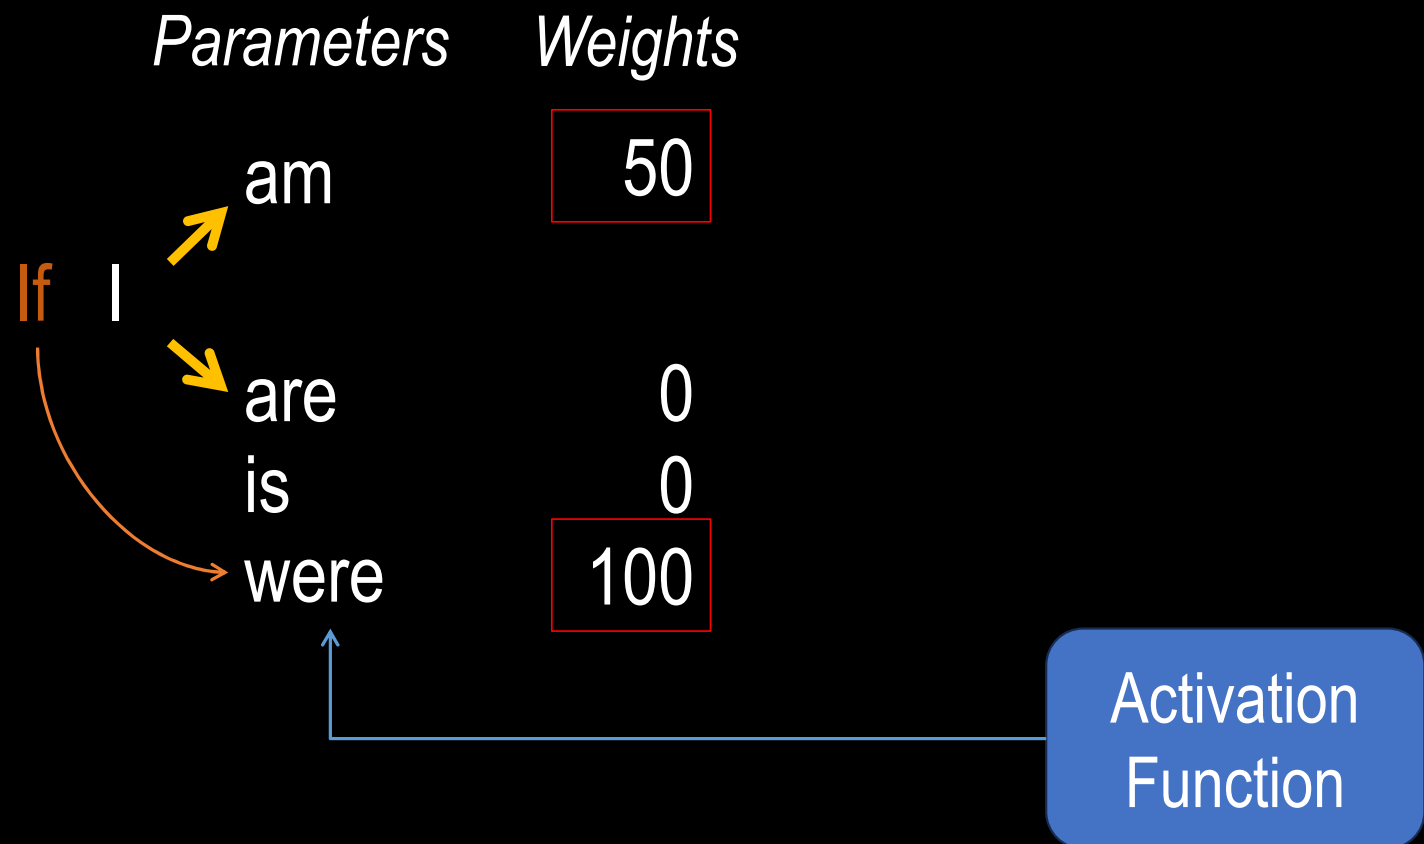 Parameters Weights
am 50
If I
are 0
is 0
were 100
Activation
Function